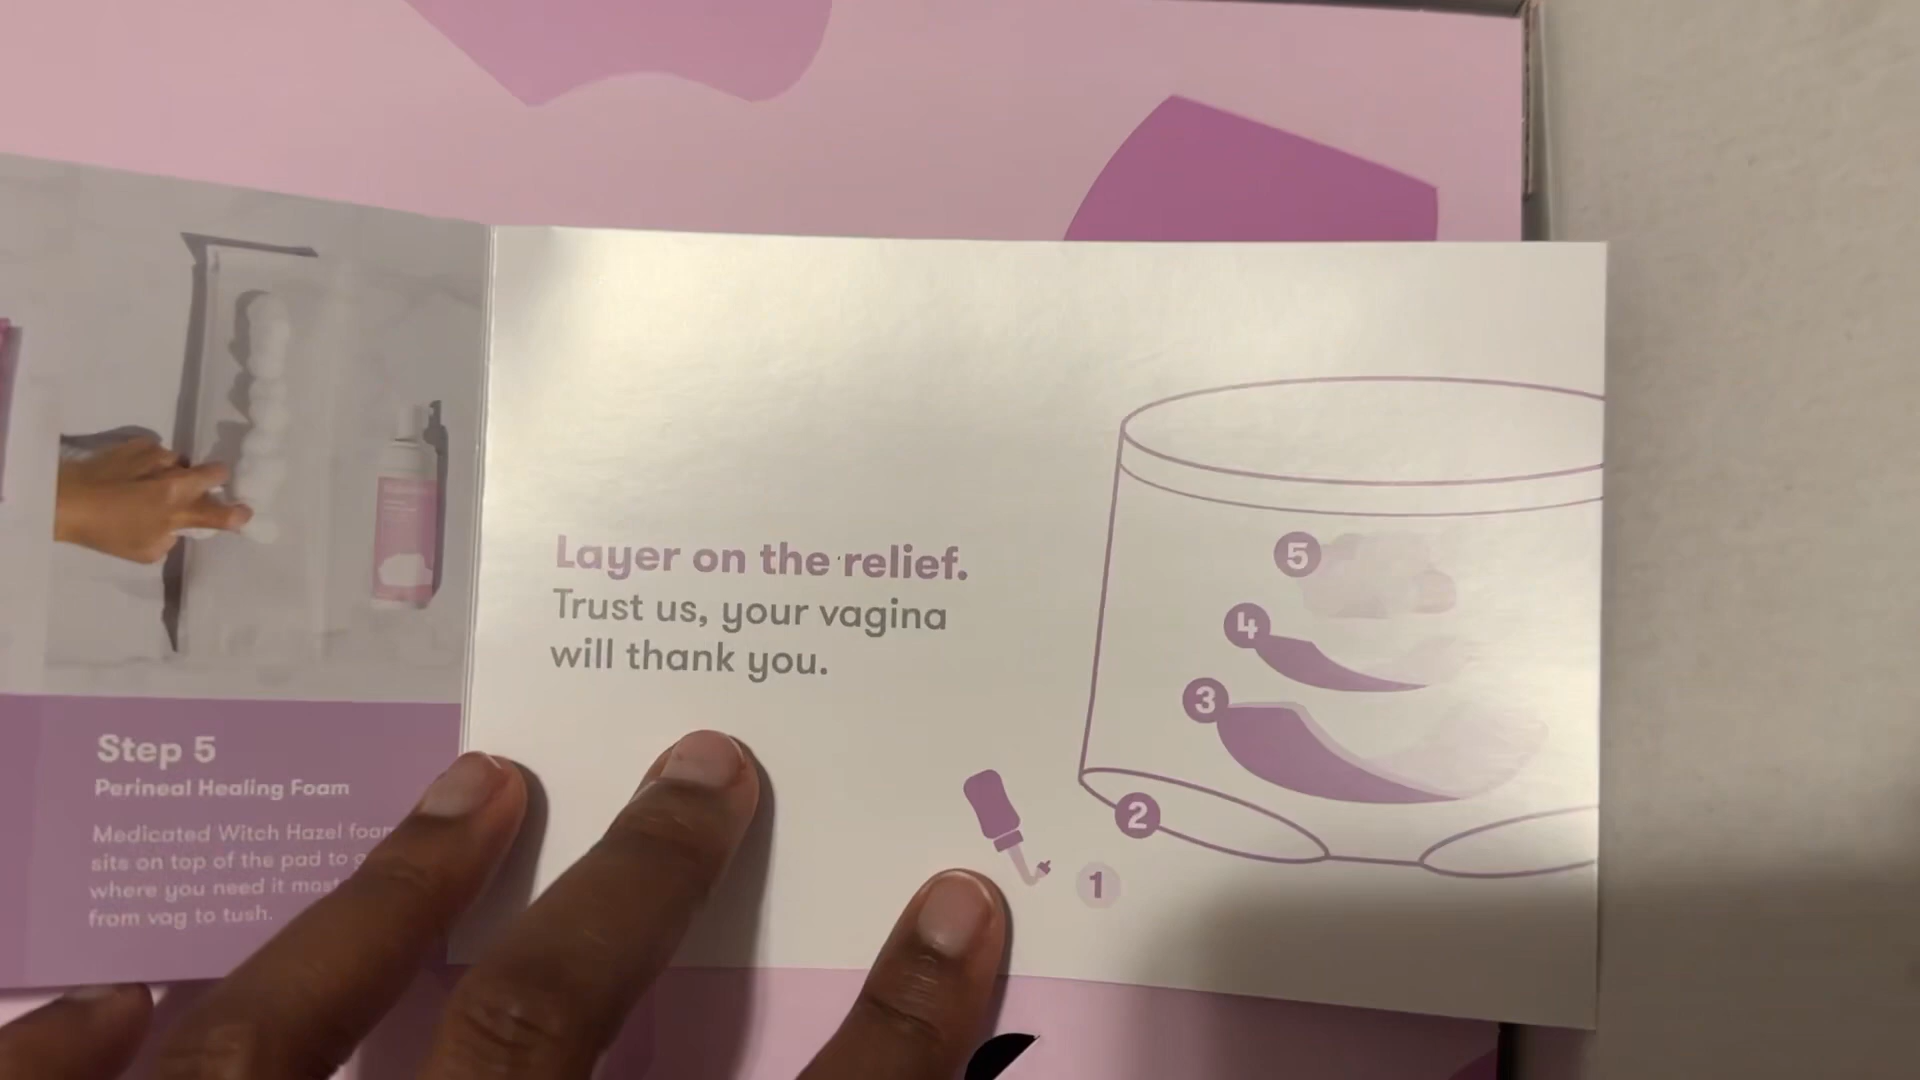 Step 5
Perineal Healing Foam
Medicated Witch Hazel
sits on top of the pad to
where you need it most
from vag to tush.
Layer on the relief.
Trust us, your vagina
will thank you.
5
4
3
2
1